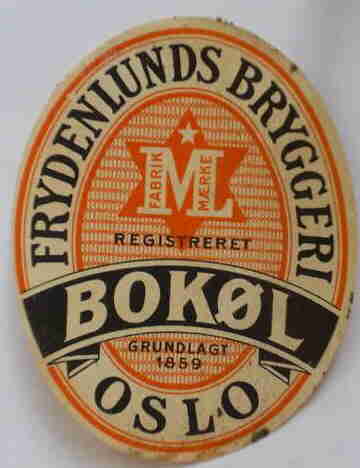 FRYDENLUNDS BRYGGERI
FABRIK ML MÆRKE
REGISTRERET
BOKØL
GRUNDLAGT
1859
OSLO